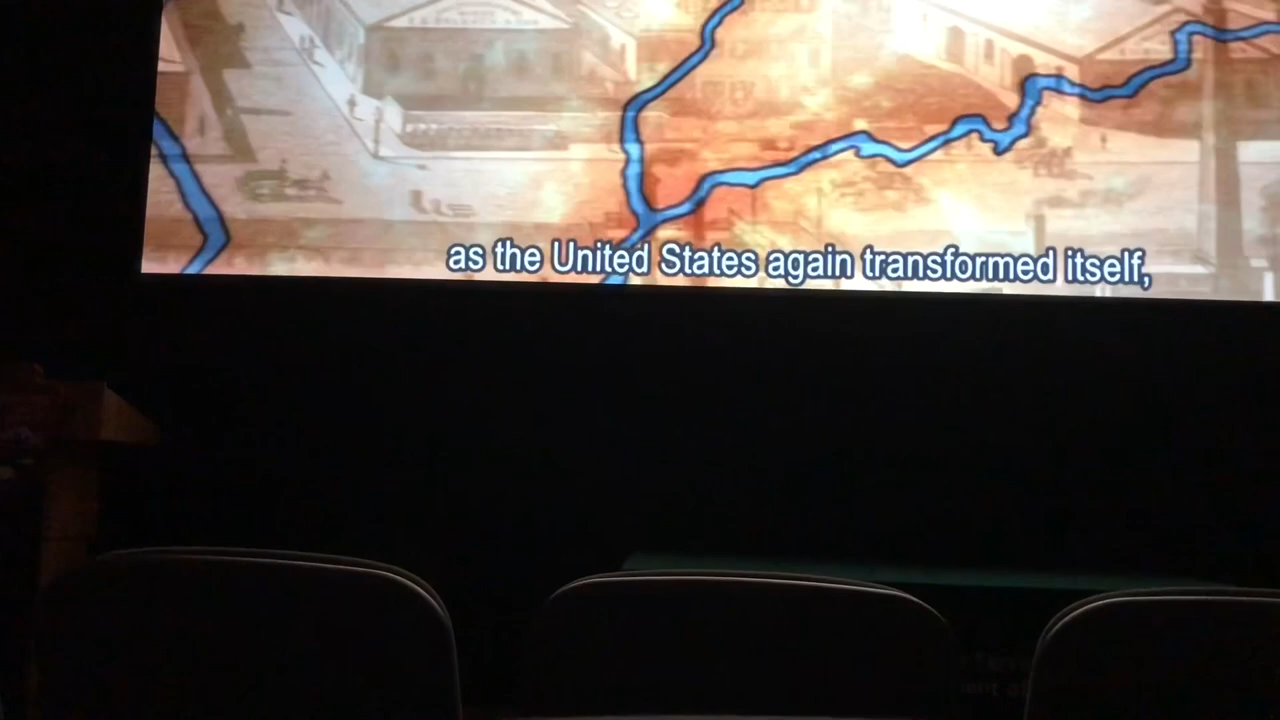 as the United States again transformed itself,